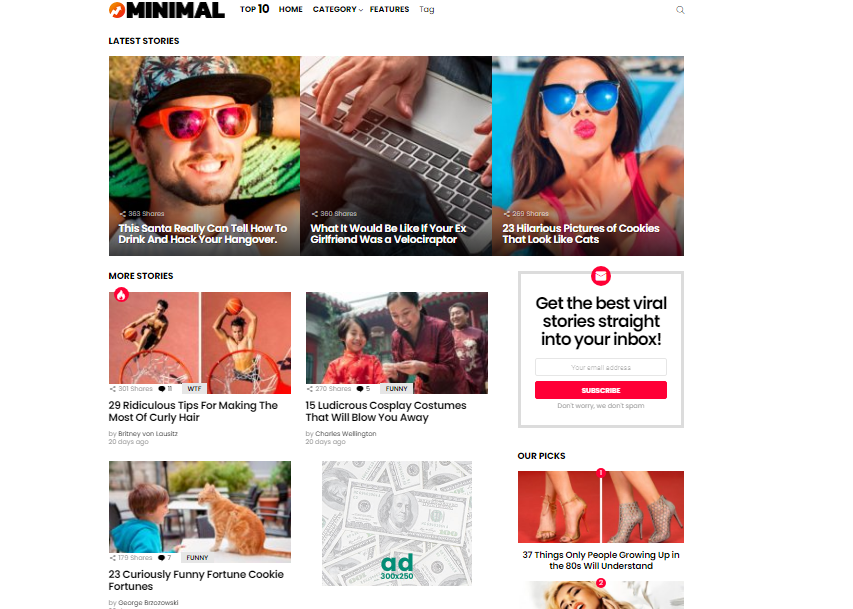 MINIMAL
TOP 10 HOME CATEGORY FEATURES Tag
LATEST STORIES
363 Shares
This Santa Really Can Tell How To
Drink And Hack Your Hangover.
360 Shares
What It Would Be Like If Your Ex
Girlfriend Was a Velociraptor
269 Shares
23 Hilarious Pictures of Cookies
That Look Like Cats
MORE STORIES
301 Shares 11 WTF
29 Ridiculous Tips For Making The
Most Of Curly Hair
by Britney von Lausitz
20 days ago
270 Shares 5 FUNNY
15 Ludicrous Cosplay Costumes
That Will Blow You Away
by Charles Wellington
20 days ago
179 Shares 7 FUNNY
23 Curiously Funny Fortune Cookie
Fortunes
by George Brzozowski
ad
300x250
Get the best viral
stories straight
into your inbox!
Your email address
SUBSCRIBE
Don't worry, we don't spam
OUR PICKS
1
37 Things Only People Growing Up in
the 80s Will Understand
2